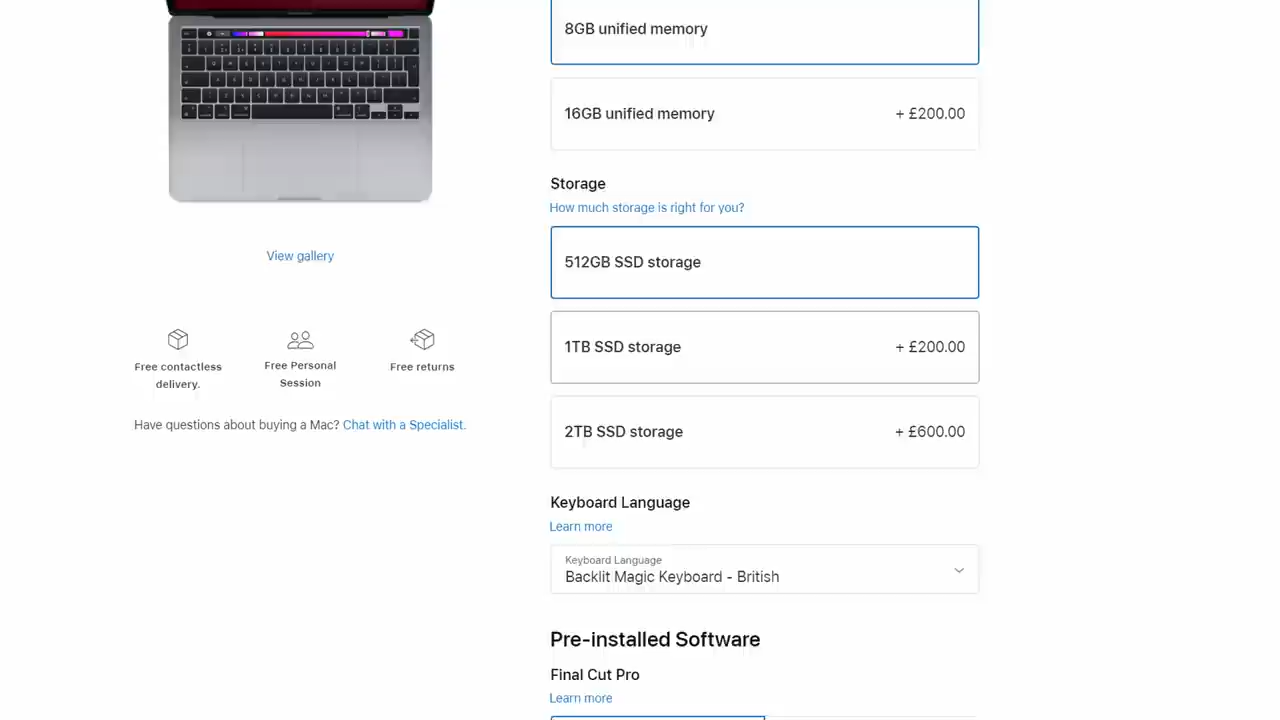 8GB unified memory
16GB unified memory + £200.00
Storage
How much storage is right for you?
512GB SSD storage
View gallery
1TB SSD storage + £200.00
Free contactless delivery.
Free Personal Session
Free returns
Have questions about buying a Mac? Chat with a Specialist.
2TB SSD storage + £600.00
Keyboard Language
Learn more
Keyboard Language
Backlit Magic Keyboard - British
Pre-installed Software
Final Cut Pro
Learn more